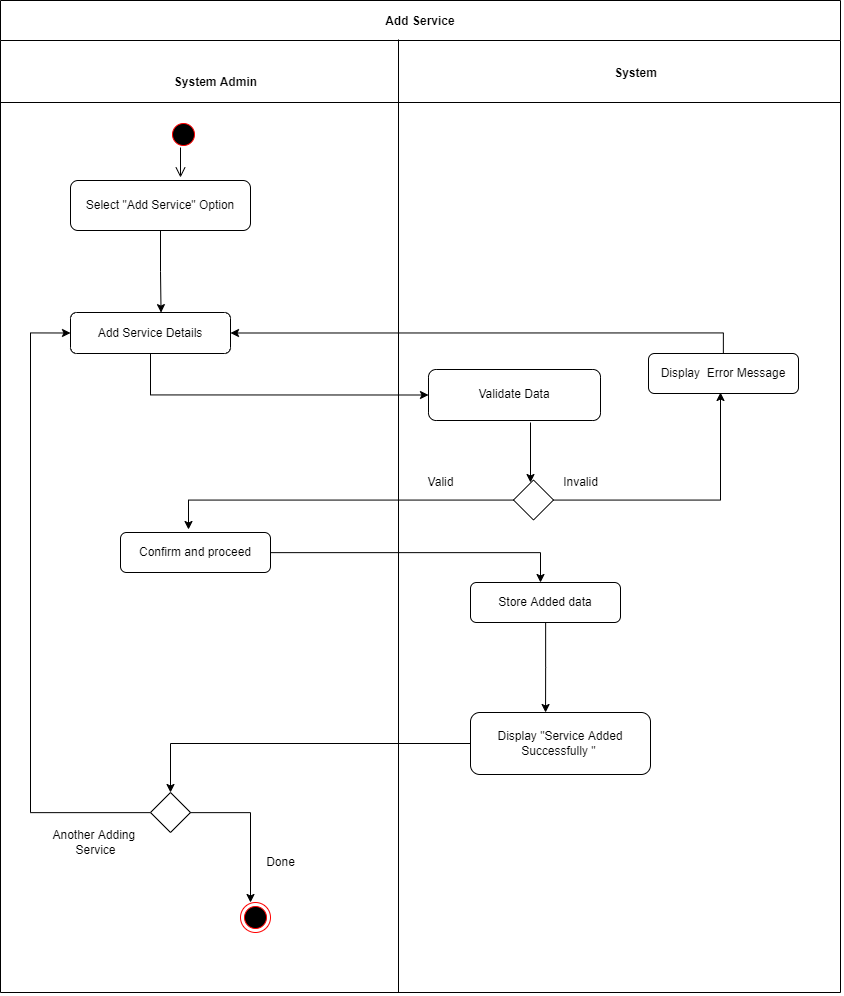 Add Service
System Admin
System
Select "Add Service" Option
Add Service Details
Display  Error Message
Validate Data
Valid
Invalid
Confirm and proceed
Store Added data
Display "Service Added
Successfully "
Another Adding
Service
Done